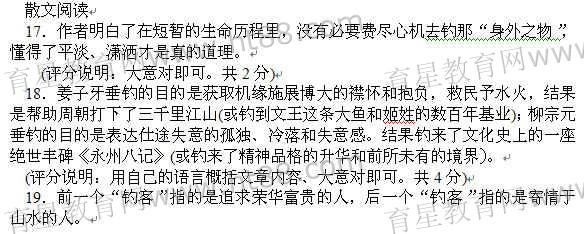 散文阅读
17．作者明白了在短暂的生命历程里，没有必要费尽心机去钓那“身外之物”，
懂得了平淡、潇洒才是真的道理。
(评分说明：大意对即可。共 2 分)
18．姜子牙垂钓的目的是获取机缘施展博大的襟怀和抱负，救民予水火，结果
是帮助周朝打下了三千里江山(或钓到文王这条大鱼和姬姓的数百年基业)；柳宗元
垂钓的目的是表达仕途失意的孤独、冷落和失意感。结果钓来了文化史上的一座
绝世丰碑《永州八记》(或钓来了精神品格的升华和前所未有的境界)。
(评分说明：用自己的语言概括文章内容、大意对即可。共 4 分)
19．前一个“钓客”指的是追求荣华富贵的人，后一个“钓客”指的是寄情于
山水的人。